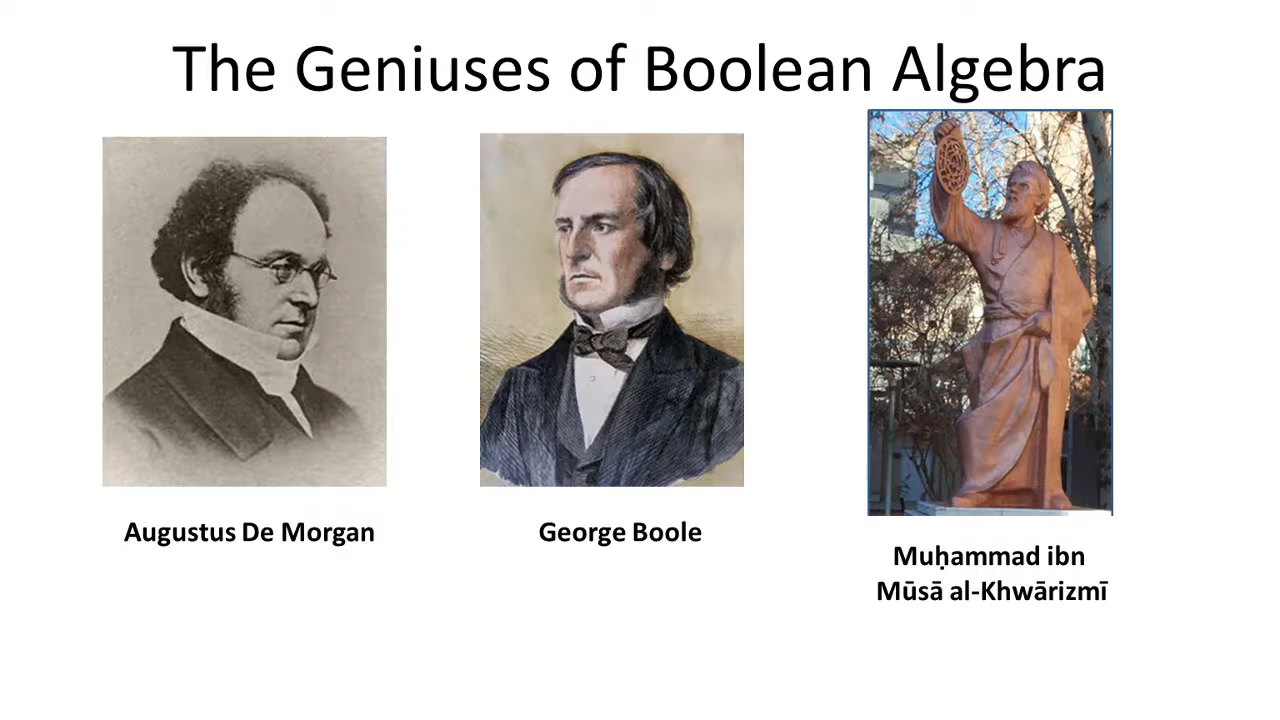 The Geniuses of Boolean Algebra
Augustus De Morgan
George Boole
Muḥammad ibn
Mūsā al-Khwārizmī